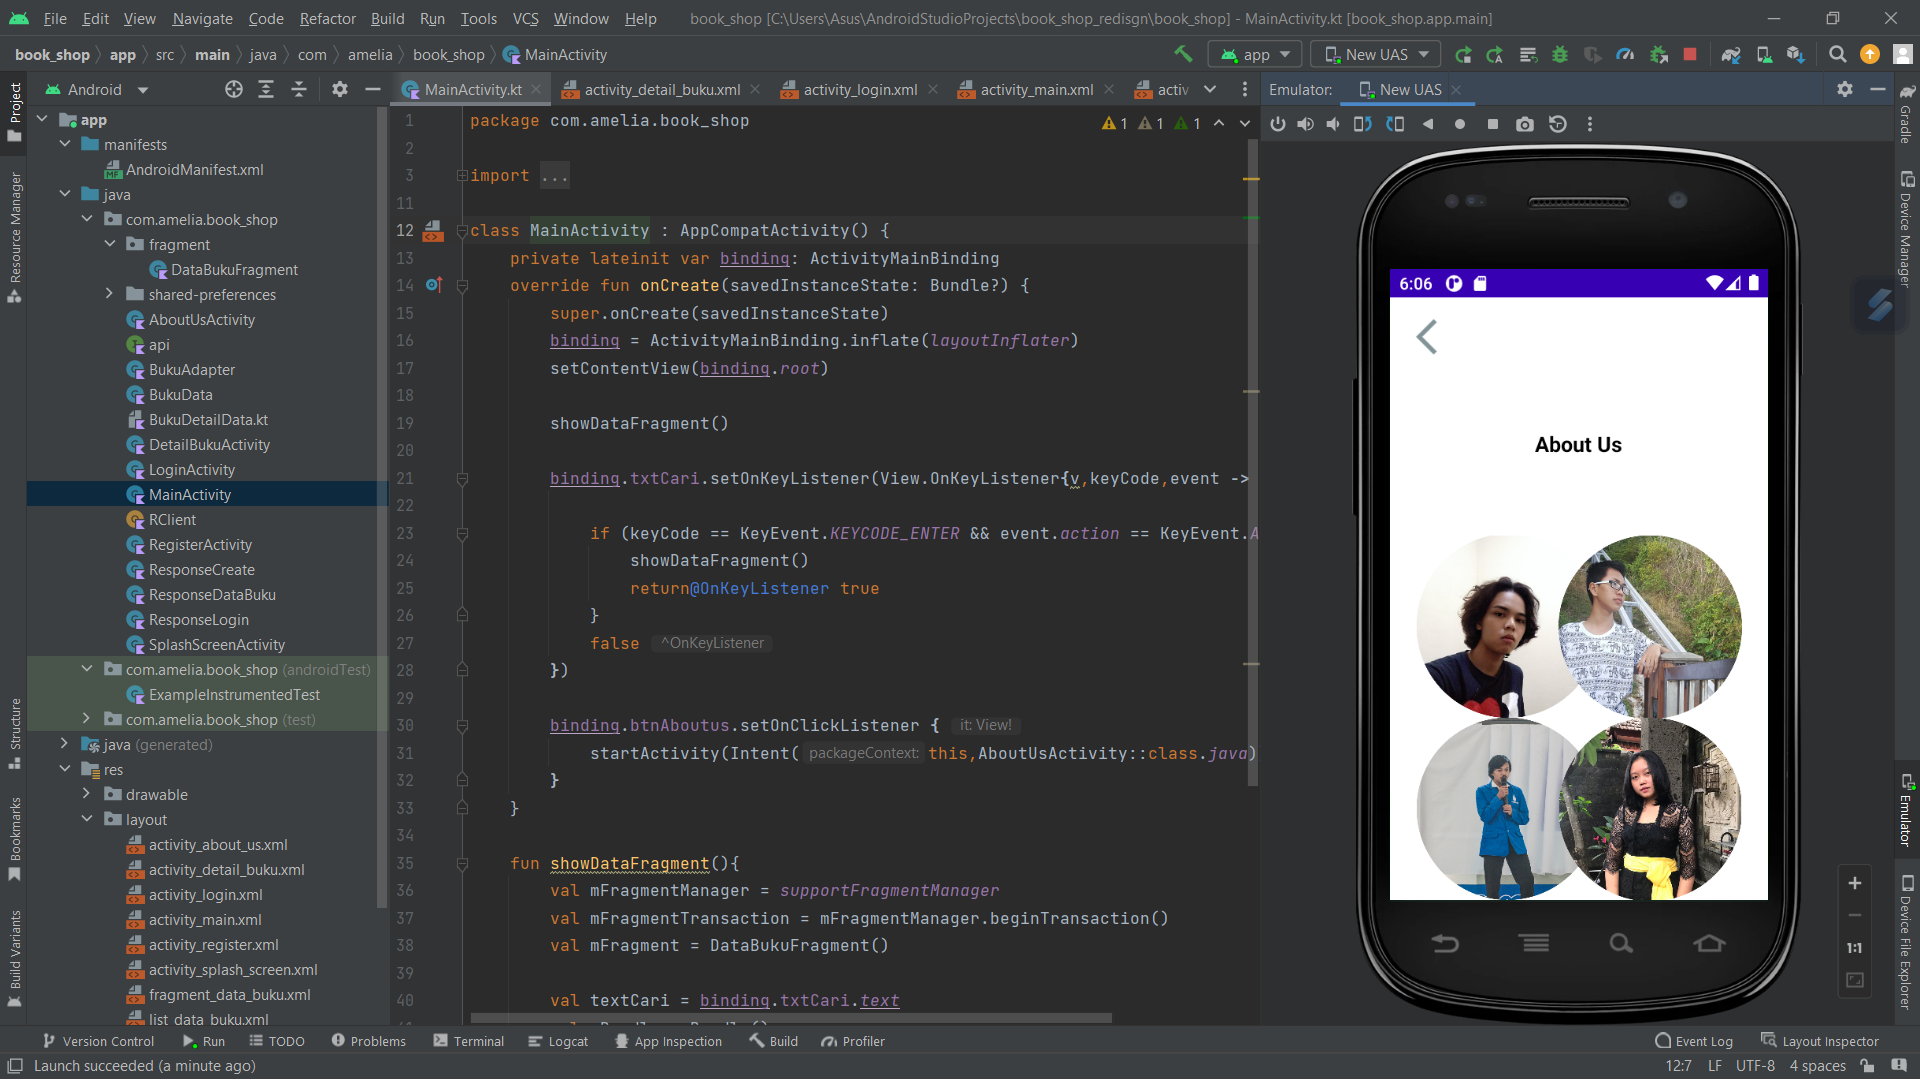 File Edit View Navigate Code Refactor Build Run Tools VCS Window Help book_shop [C:\Users\Asus\AndroidStudioProjects\book_shop_redisgn\book_shop] - MainActivity.kt [book_shop.app.main]
book_shop app src main java com amelia book_shop MainActivity app New UAS
Android MainActivity.kt activity_detail_buku.xml activity_login.xml activity_main.xml activ Emulator: New UAS
Project
Resource Manager
Structure
Bookmarks
Build Variants
app
manifests
AndroidManifest.xml
java
com.amelia.book_shop
fragment
DataBukuFragment
shared-preferences
AboutUsActivity
api
BukuAdapter
BukuData
BukuDetailData.kt
DetailBukuActivity
LoginActivity
MainActivity
RClient
RegisterActivity
ResponseCreate
ResponseDataBuku
ResponseLogin
SplashScreenActivity
com.amelia.book_shop (androidTest)
ExampleInstrumentedTest
com.amelia.book_shop (test)
java (generated)
res
drawable
layout
activity_about_us.xml
activity_detail_buku.xml
activity_login.xml
activity_main.xml
activity_register.xml
activity_splash_screen.xml
fragment_data_buku.xml
list_data_buku.xml
1 package com.amelia.book_shop 1 1 1
2
3 import ...
11
12 class MainActivity : AppCompatActivity() {
13 private lateinit var binding: ActivityMainBinding
14 override fun onCreate(savedInstanceState: Bundle?) {
15 super.onCreate(savedInstanceState)
16 binding = ActivityMainBinding.inflate(layoutInflater)
17 setContentView(binding.root)
18
19 showDataFragment()
20
21 binding.txtCari.setOnKeyListener(View.OnKeyListener{v,keyCode,event ->
22
23 if (keyCode == KeyEvent.KEYCODE_ENTER && event.action == KeyEvent.A
24 showDataFragment()
25 return@OnKeyListener true
26 }
27 false ^OnKeyListener
28 })
29
30 binding.btnAboutus.setOnClickListener { it: View!
31 startActivity(Intent( packageContext: this,AboutUsActivity::class.java)
32 }
33 }
34
35 fun showDataFragment(){
36 val mFragmentManager = supportFragmentManager
37 val mFragmentTransaction = mFragmentManager.beginTransaction()
38 val mFragment = DataBukuFragment()
39
40 val textCari = binding.txtCari.text
6:06
About Us
1:1
Gradle
Device Manager
Emulator
Device File Explorer
Version Control Run TODO Problems Terminal Logcat App Inspection Build Profiler Event Log Layout Inspector
Launch succeeded (a minute ago) 12:7 LF UTF-8 4 spaces